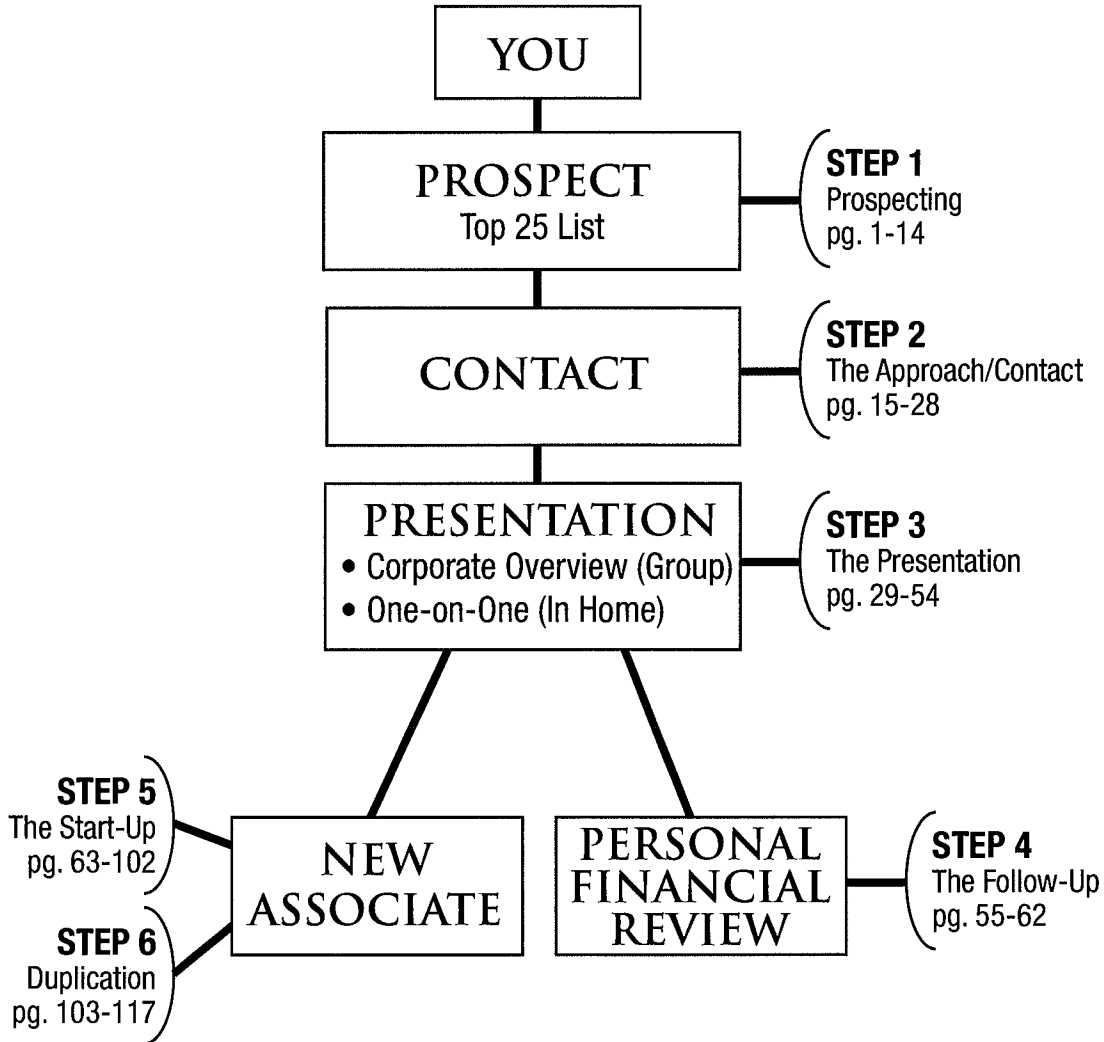 YOU
PROSPECT
Top 25 List
STEP 1
Prospecting
pg. 1-14
CONTACT
STEP 2
The Approach/Contact
pg. 15-28
PRESENTATION
• Corporate Overview (Group)
• One-on-One (In Home)
STEP 3
The Presentation
pg. 29-54
STEP 5
The Start-Up
pg. 63-102
STEP 6
Duplication
pg. 103-117
NEW
ASSOCIATE
PERSONAL
FINANCIAL
REVIEW
STEP 4
The Follow-Up
pg. 55-62